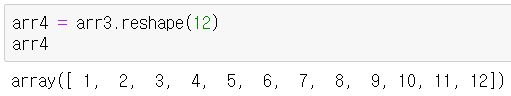 arr4 = arr3.reshape(12)
arr4
array([ 1,  2,  3,  4,  5,  6,  7,  8,  9, 10, 11, 12])